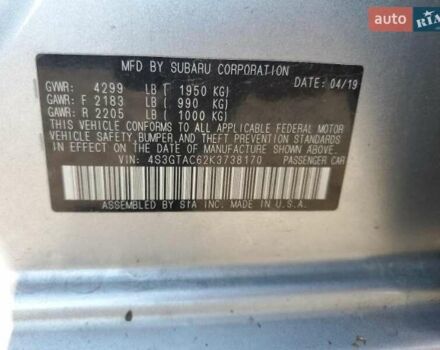 auto RIA
MFD BY SUBARU CORPORATION
GVWR: 4299 LB ( 1950 KG) DATE: 04/19
GAWR: F 2183 LB ( 990 KG)
GAWR: R 2205 LB ( 1000 KG)
THIS VEHICLE CONFORMS TO ALL APPLICABLE FEDERAL MOTOR
VEHICLE SAFETY, BUMPER, AND THEFT PREVENTION STANDARDS
IN EFFECT ON THE DATE OF MANUFACTURE SHOWN ABOVE.
VIN: 4S3GTAC62K3738170 PASSENGER CAR
ASSEMBLED BY SIA INC. MADE IN U.S.A.